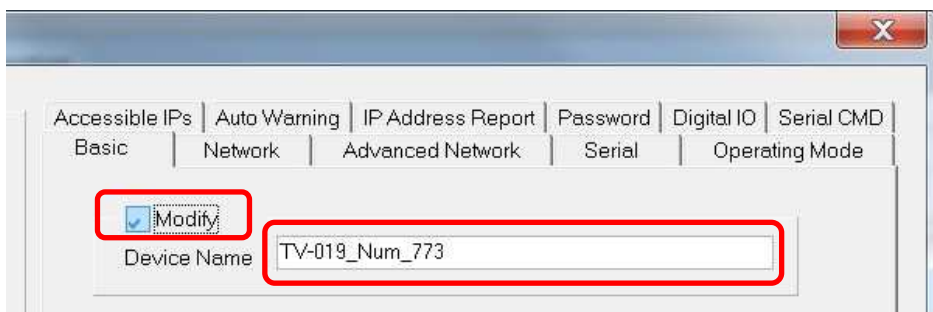 Accessible IPs Auto Warning IP Address Report Password Digital IO Serial CMD
Basic Network Advanced Network Serial Operating Mode
Modify
Device Name TV-019_Num_773